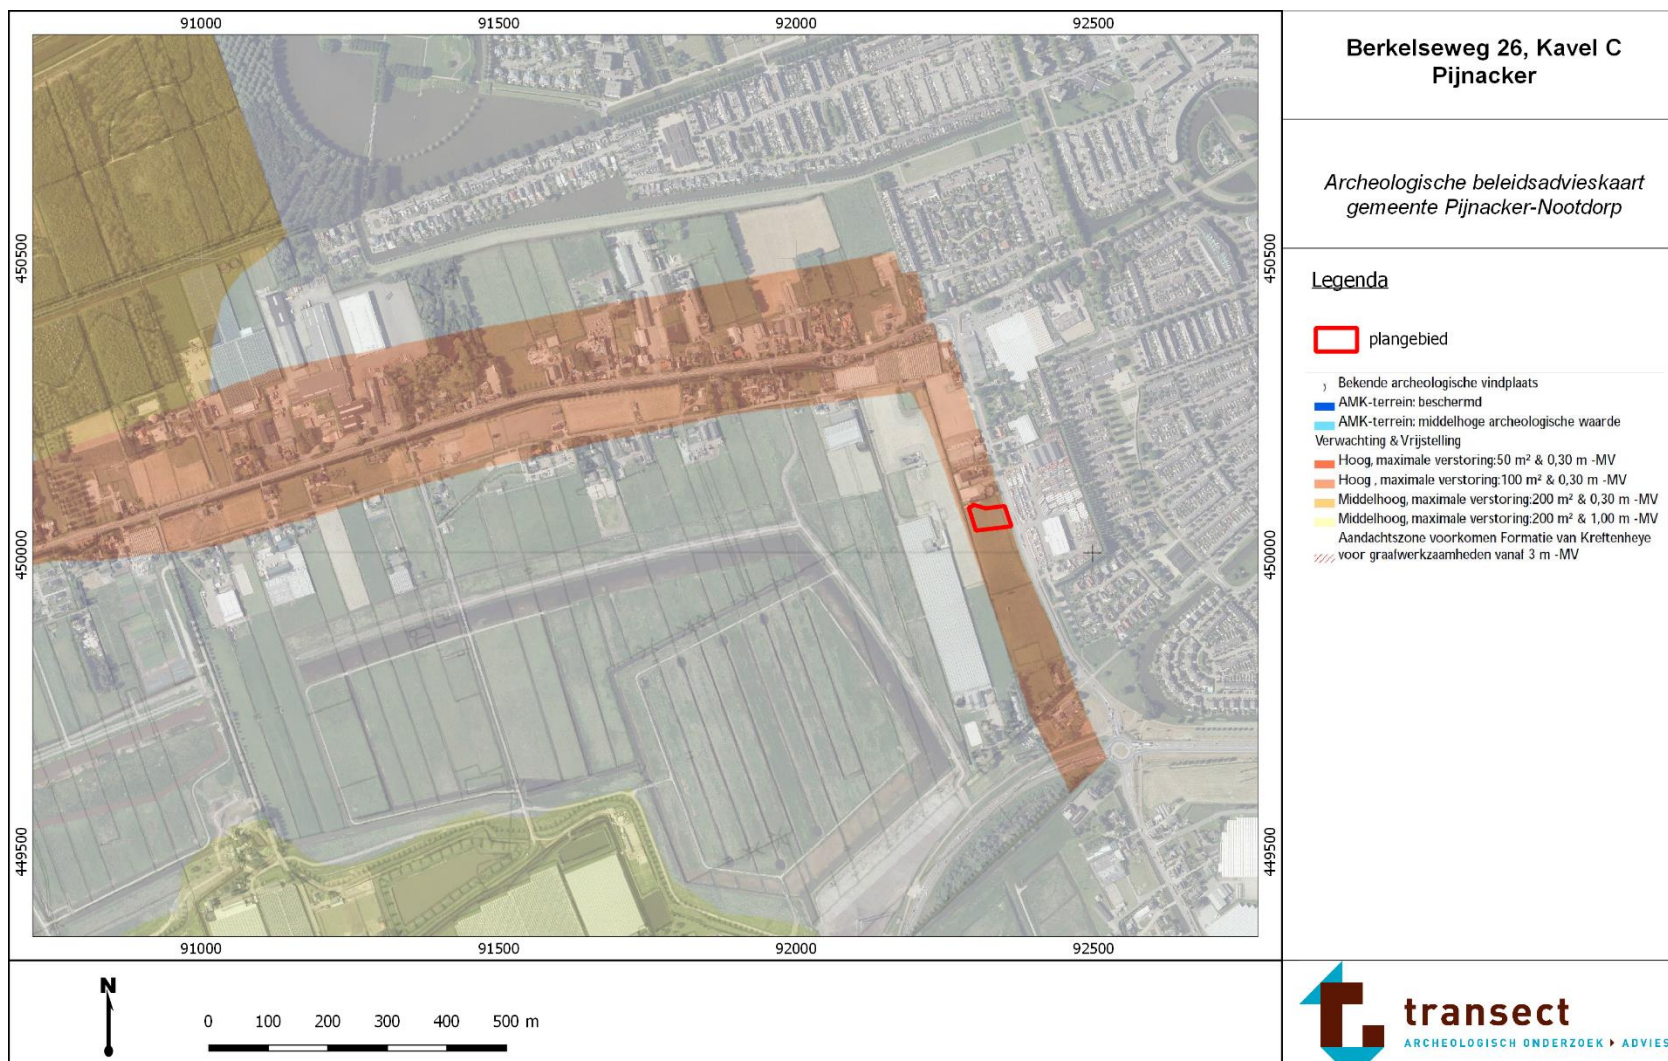 91000 91500 92000 92500
450500 450500
450000 450000
449500 449500
91000 91500 92000 92500
N
0 100 200 300 400 500 m
Berkelseweg 26, Kavel C
Pijnacker
Archeologische beleidsadvieskaart
gemeente Pijnacker-Nootdorp
Legenda
plangebied
Bekende archeologische vindplaats
AMK-terrein: beschermd
AMK-terrein: middelhoge archeologische waarde
Verwachting & Vrijstelling
Hoog, maximale verstoring:50 m² & 0,30 m -MV
Hoog , maximale verstoring:100 m² & 0,30 m -MV
Middelhoog, maximale verstoring:200 m² & 0,30 m -MV
Middelhoog, maximale verstoring:200 m² & 1,00 m -MV
Aandachtszone voorkomen Formatie van Kreftenheye
voor graafwerkzaamheden vanaf 3 m -MV
transect
ARCHEOLOGISCH ONDERZOEK ADVIES